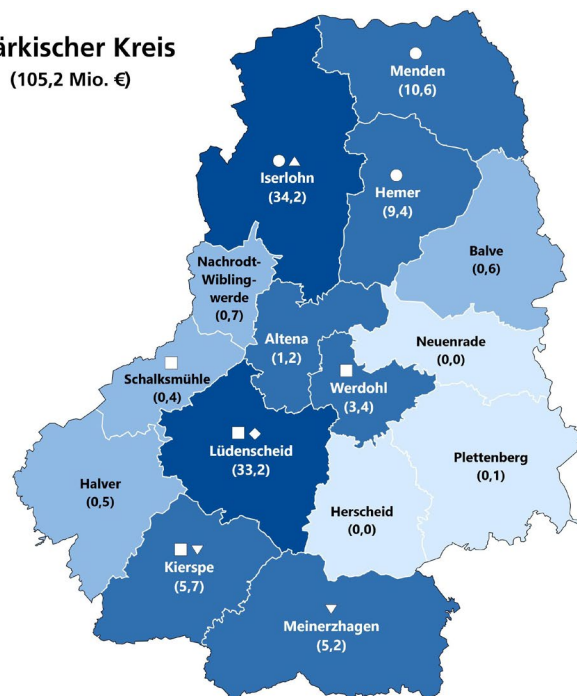 ärkischer Kreis
(105,2 Mio. €)
Menden
(10,6)
Iserlohn
(34,2)
Hemer
(9,4)
Balve
(0,6)
Nachrodt-
Wibling-
werde
(0,7)
Altena
(1,2)
Neuenrade
(0,0)
Schalksmühle
(0,4)
Werdohl
(3,4)
Lüdenscheid
(33,2)
Plettenberg
(0,1)
Halver
(0,5)
Herscheid
(0,0)
Kierspe
(5,7)
Meinerzhagen
(5,2)